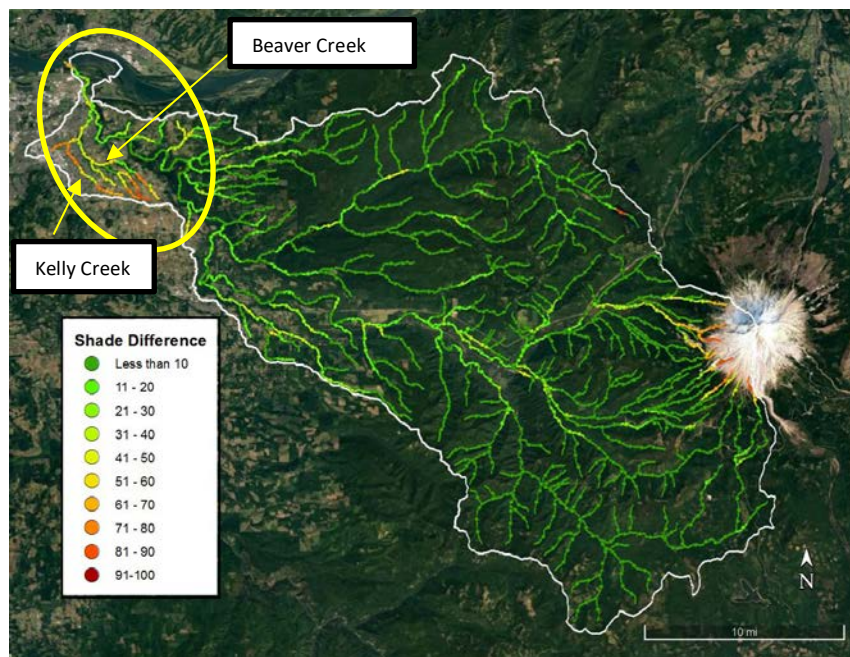 Beaver Creek
Kelly Creek
Shade Difference
Less than 10
11 - 20
21 - 30
31 - 40
41 - 50
51 - 60
61 - 70
71 - 80
81 - 90
91-100
N
10 mi